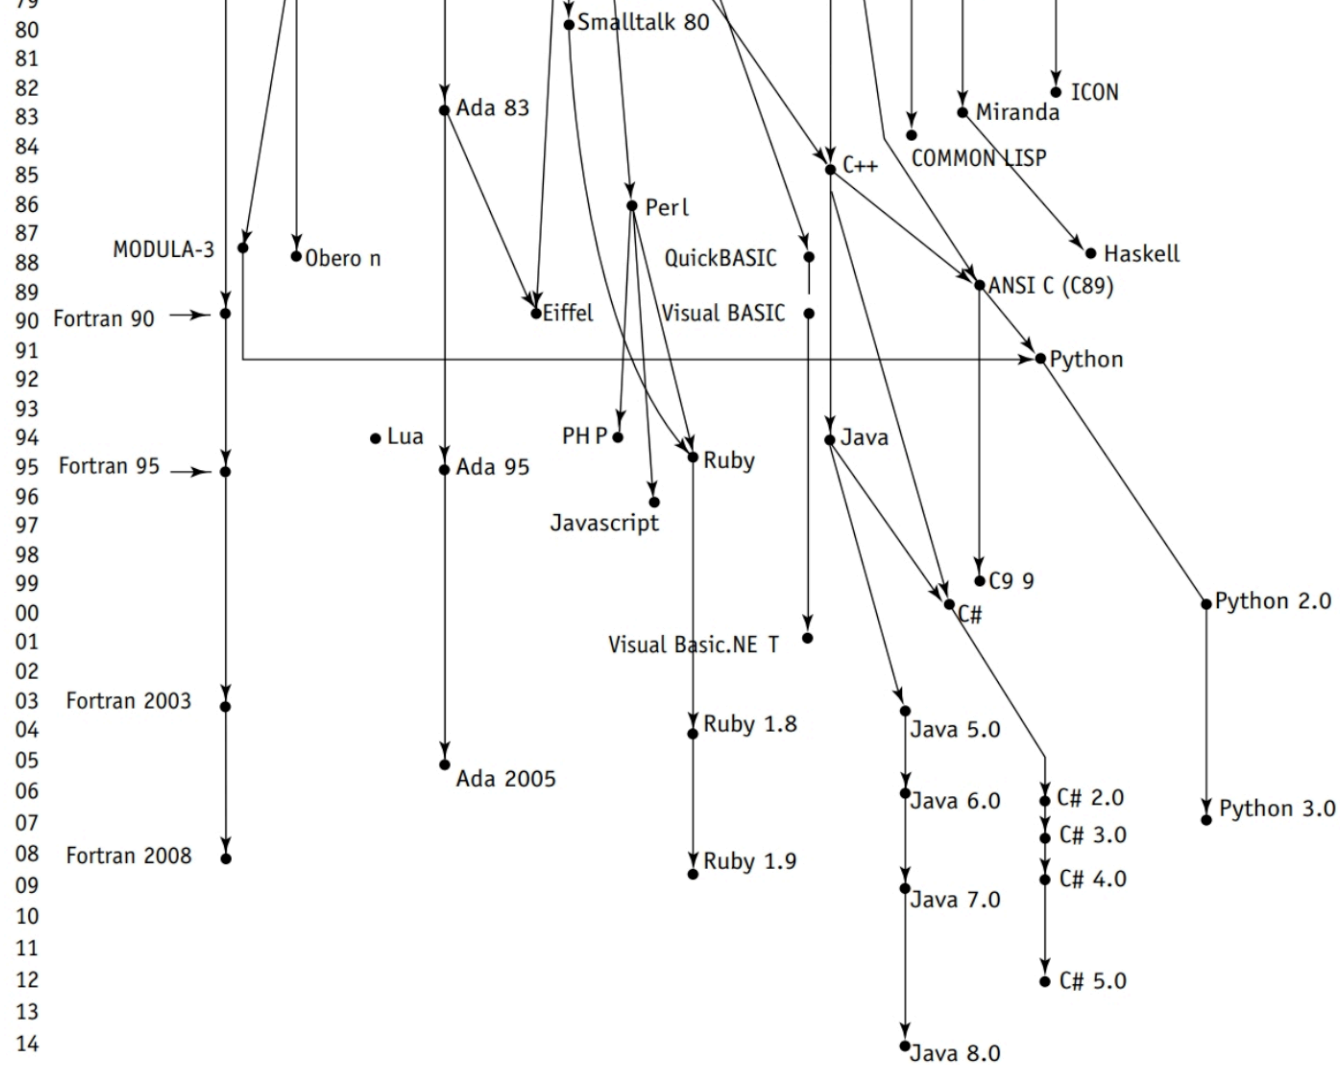 79
80 Smalltalk 80
81
82 ICON
83 Ada 83 Miranda
84
COMMON LISP
85 C++
86 Perl
87
MODULA-3 Haskell
88 Obero n QuickBASIC
89 ANSI C (C89)
90 Fortran 90 Eiffel Visual BASIC
91 Python
92
93
94 Lua PH P Java
95 Fortran 95 Ada 95 Ruby
96
97 Javascript
98
99 C9 9
00 C# Python 2.0
01 Visual Basic.NE T
02
03 Fortran 2003
04 Ruby 1.8 Java 5.0
05
Ada 2005
06 Java 6.0 C# 2.0
07 Python 3.0
C# 3.0
08 Fortran 2008 Ruby 1.9
09 Java 7.0 C# 4.0
10
11
12 C# 5.0
13
14 Java 8.0